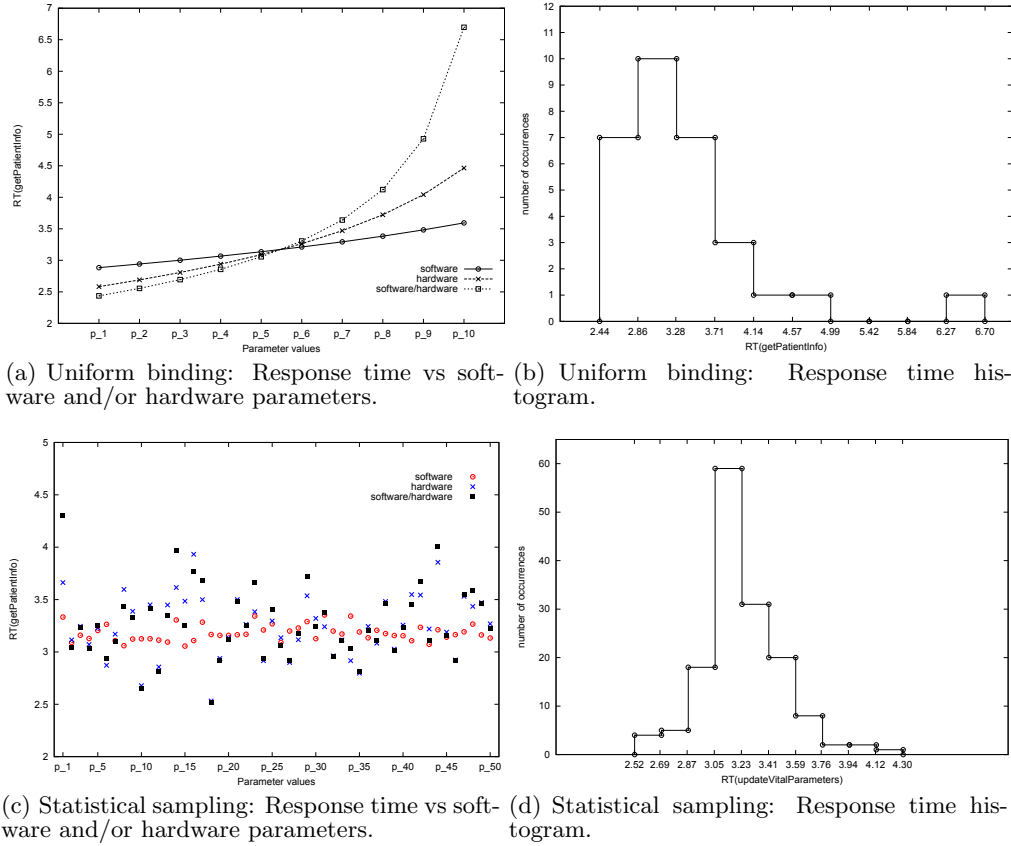 7
6.5
6
5.5
5
4.5
4
3.5
3
2.5
2
RT(getPatientInfo)
software
hardware
software/hardware
p_1 p_2 p_3 p_4 p_5 p_6 p_7 p_8 p_9 p_10
Parameter values
12
11
10
9
8
7
6
5
4
3
2
1
0
number of occurrences
2.44 2.86 3.28 3.71 4.14 4.57 4.99 5.42 5.84 6.27 6.70
RT(getPatientInfo)
(a) Uniform binding: Response time vs soft-
ware and/or hardware parameters.
(b) Uniform binding: Response time his-
togram.
5
4.5
4
3.5
3
2.5
2
RT(getPatientInfo)
software
hardware
software/hardware
p_1 p_5 p_10 p_15 p_20 p_25 p_30 p_35 p_40 p_45 p_50
Parameter values
60
50
40
30
20
10
0
number of occurrences
2.52 2.69 2.87 3.05 3.23 3.41 3.59 3.76 3.94 4.12 4.30
RT(updateVitalParameters)
(c) Statistical sampling: Response time vs soft-
ware and/or hardware parameters.
(d) Statistical sampling: Response time his-
togram.